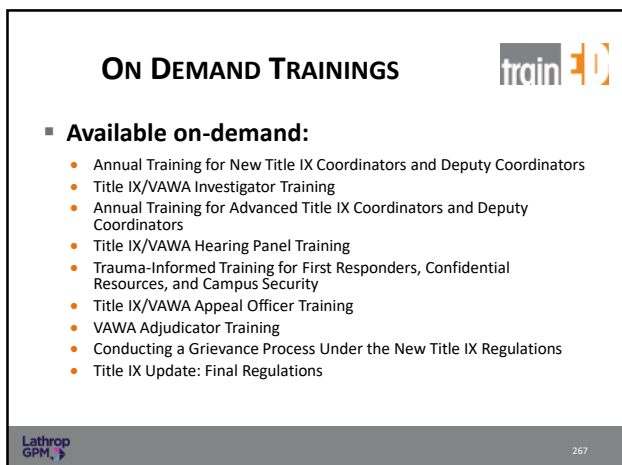 ON DEMAND TRAININGS
train ED
▪ Available on-demand:
• Annual Training for New Title IX Coordinators and Deputy Coordinators
• Title IX/VAWA Investigator Training
• Annual Training for Advanced Title IX Coordinators and Deputy
Coordinators
• Title IX/VAWA Hearing Panel Training
• Trauma-Informed Training for First Responders, Confidential
Resources, and Campus Security
• Title IX/VAWA Appeal Officer Training
• VAWA Adjudicator Training
• Conducting a Grievance Process Under the New Title IX Regulations
• Title IX Update: Final Regulations
Lathrop
GPM
267